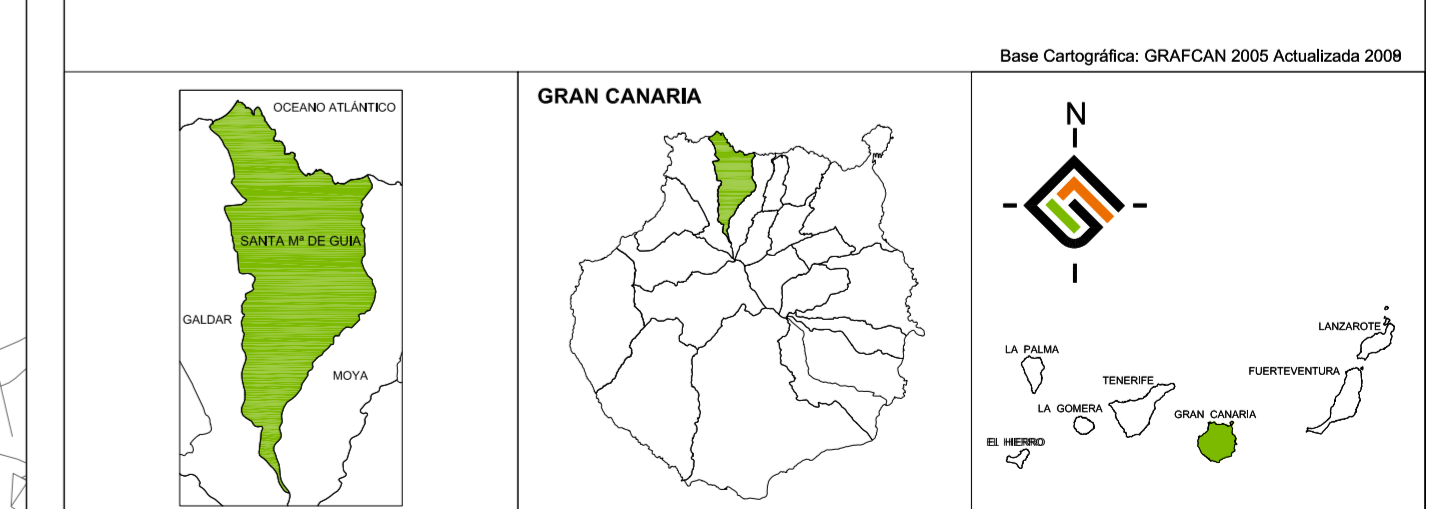 Base Cartográfica: GRAFCAN 2005 Actualizada 2009
OCEANO ATLÁNTICO
SANTA Mª DE GUIA
GALDAR
MOYA
GRAN CANARIA
N
LANZAROTE
LA PALMA
FUERTEVENTURA
TENERIFE
LA GOMERA
GRAN CANARIA
EL HIERRO